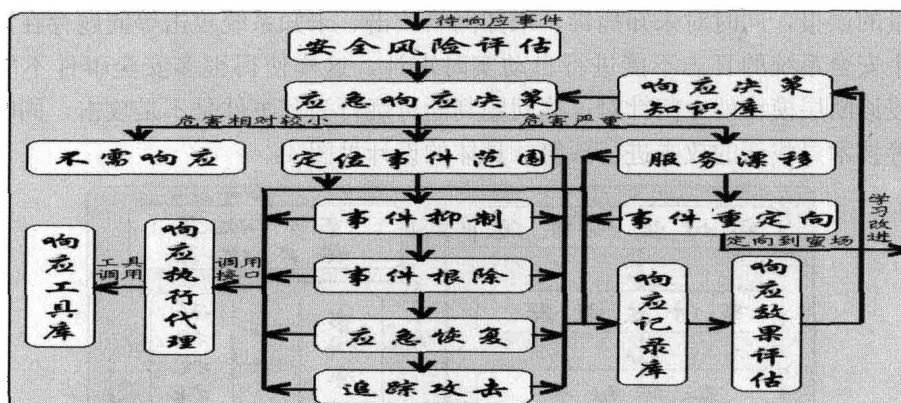 待响应事件
安全风险评估
应急响应决策
响应决策
知识库
危害相对较小
危害严重
不需响应
定位事件范围
服务漂移
事件抑制
事件重定向
定向到蜜场
学习改进
事件根除
应急恢复
追踪攻击
响应工具库
工具
调用
响应执行代理
调用
接口
响应记录库
响应效果评估